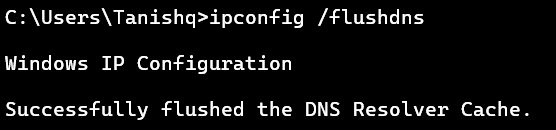 C:\Users\Tanishq>ipconfig /flushdns
Windows IP Configuration
Successfully flushed the DNS Resolver Cache.